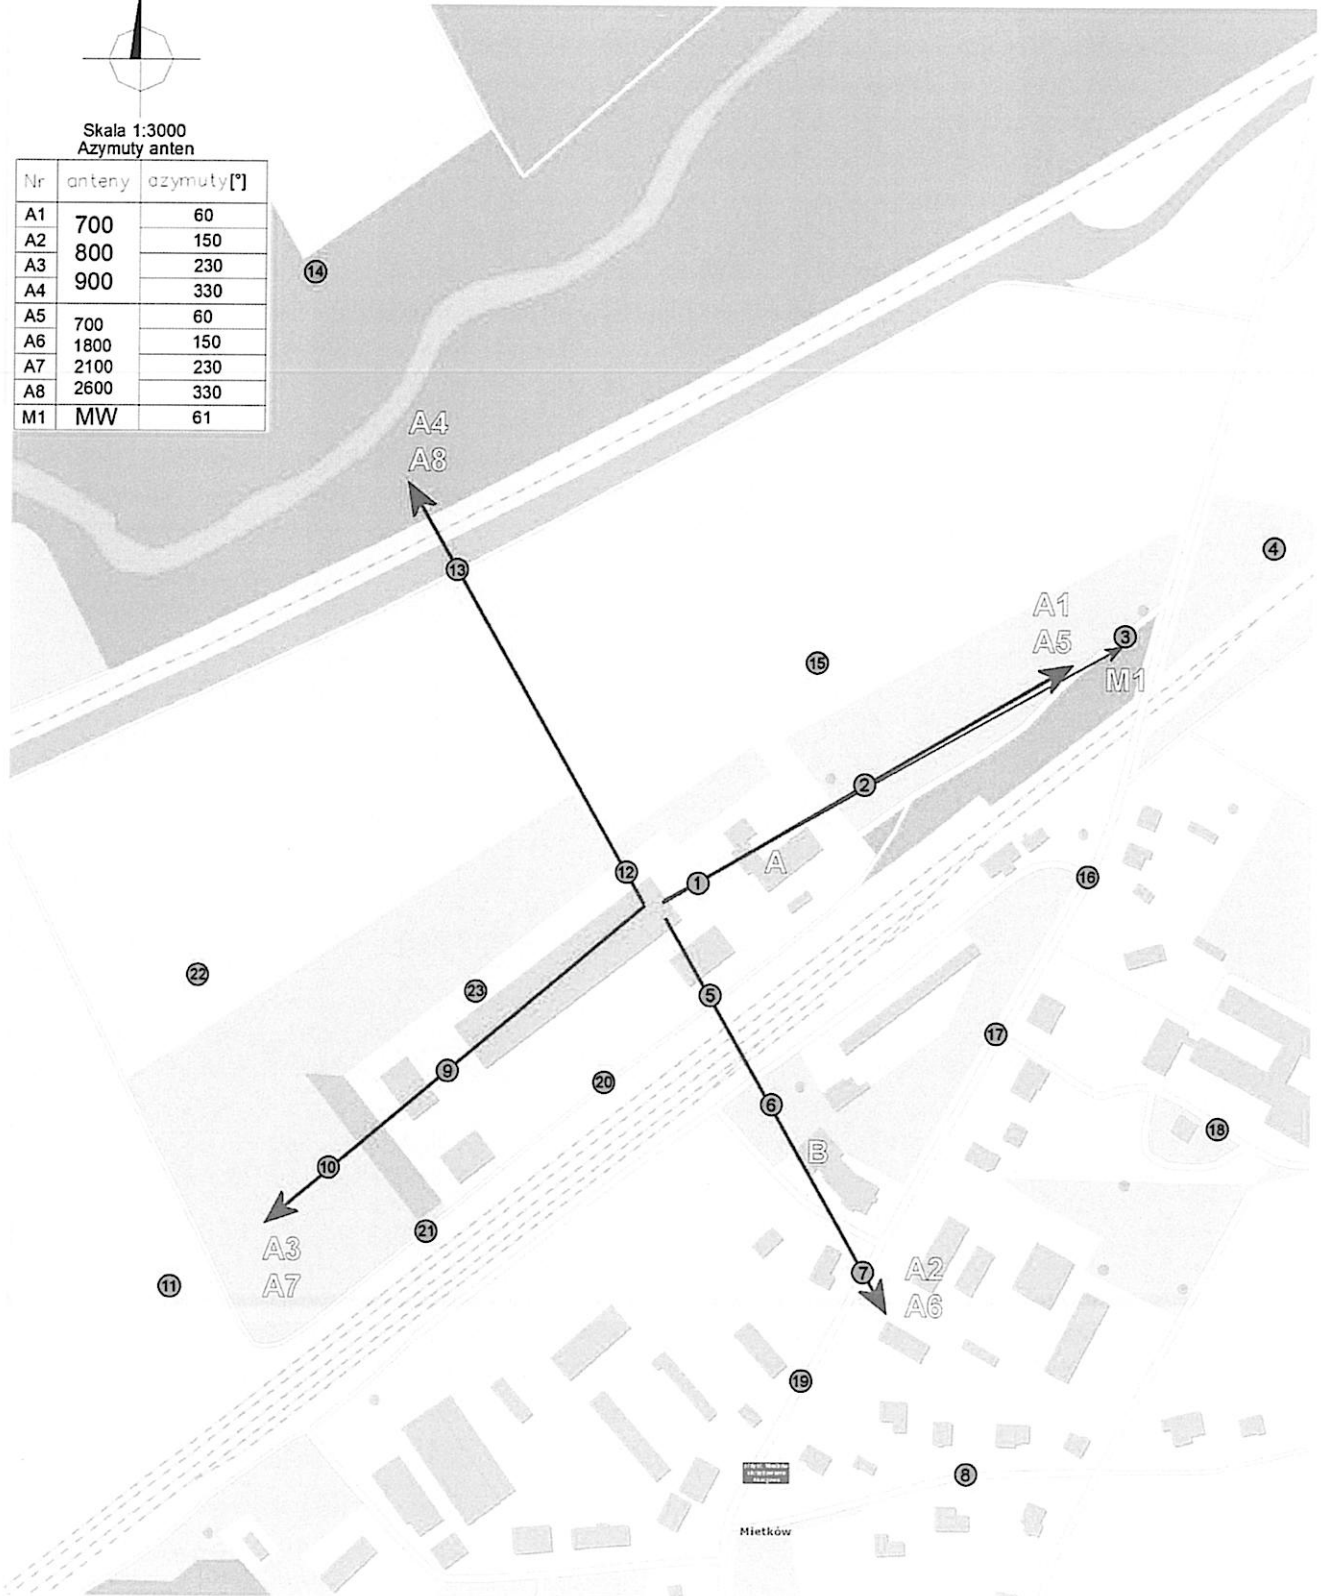 Skala 1:3000
Azymuty anten
Nr anteny azymuty[°]
A1 700 60
A2 800 150
A3 900 230
A4 330
A5 700 60
A6 1800 150
A7 2100 230
A8 2600 330
M1 MW 61
14
A4
A8
13
4
A1
3
A5
15
M1
2
12
A
16
1
22
23
5
17
9
20
6
18
B
10
21
A3
7
A2
11
A7
A6
19
8
Mietków